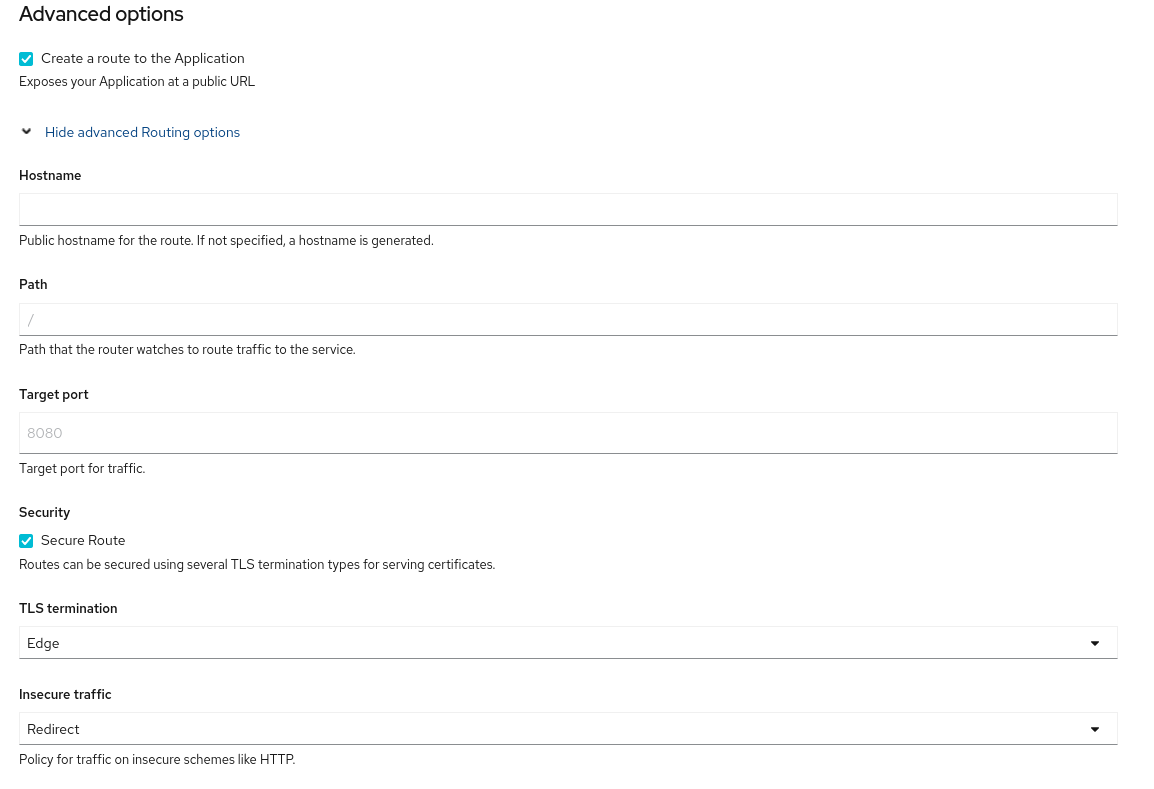 Advanced options
Create a route to the Application
Exposes your Application at a public URL
Hide advanced Routing options
Hostname
Public hostname for the route. If not specified, a hostname is generated.
Path
/
Path that the router watches to route traffic to the service.
Target port
8080
Target port for traffic.
Security
Secure Route
Routes can be secured using several TLS termination types for serving certificates.
TLS termination
Edge
Insecure traffic
Redirect
Policy for traffic on insecure schemes like HTTP.